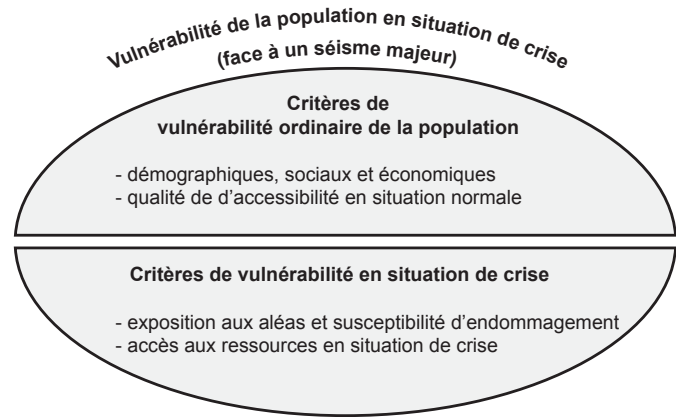 Vulnérabilité de la population en situation de crise
(face à un séisme majeur)
Critères de
vulnérabilité ordinaire de la population
- démographiques, sociaux et économiques
- qualité de d'accessibilité en situation normale
Critères de vulnérabilité en situation de crise
- exposition aux aléas et susceptibilité d'endommagement
- accès aux ressources en situation de crise